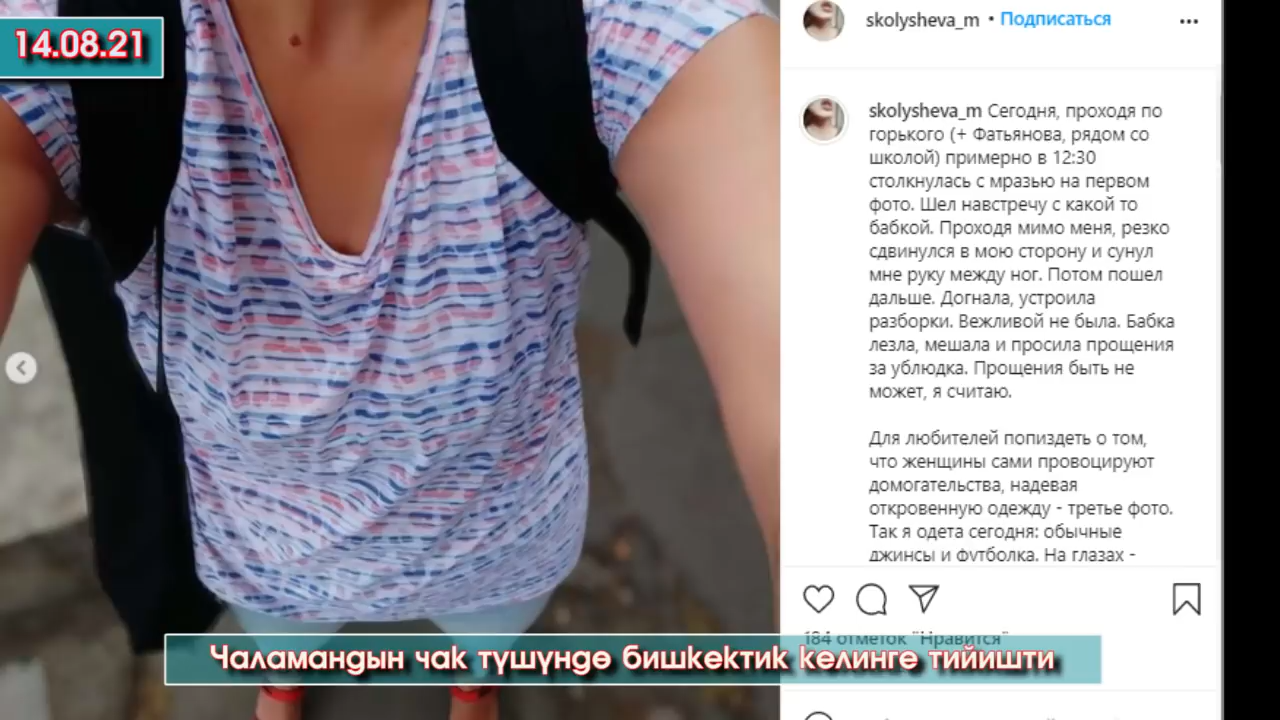 14.08.21
skolysheva_m • Подписаться
skolysheva_m Сегодня, проходя по
горького (+ Фатьянова, рядом со
школой) примерно в 12:30
столкнулась с мразью на первом
фото. Шел навстречу с какой то
бабкой. Проходя мимо меня, резко
сдвинулся в мою сторону и сунул
мне руку между ног. Потом пошел
дальше. Догнала, устроила
разборки. Вежливой не была. Бабка
лезла, мешала и просила прощения
за ублюдка. Прощения быть не
может, я считаю.
Для любителей попиздеть о том,
что женщины сами провоцируют
домогательства, надевая
откровенную одежду - третье фото.
Так я одета сегодня: обычные
джинсы и футболка. На глазах -
184 отметок "Нравится"
Чаламандын чак түшүндө бишкектик келинге тийишти